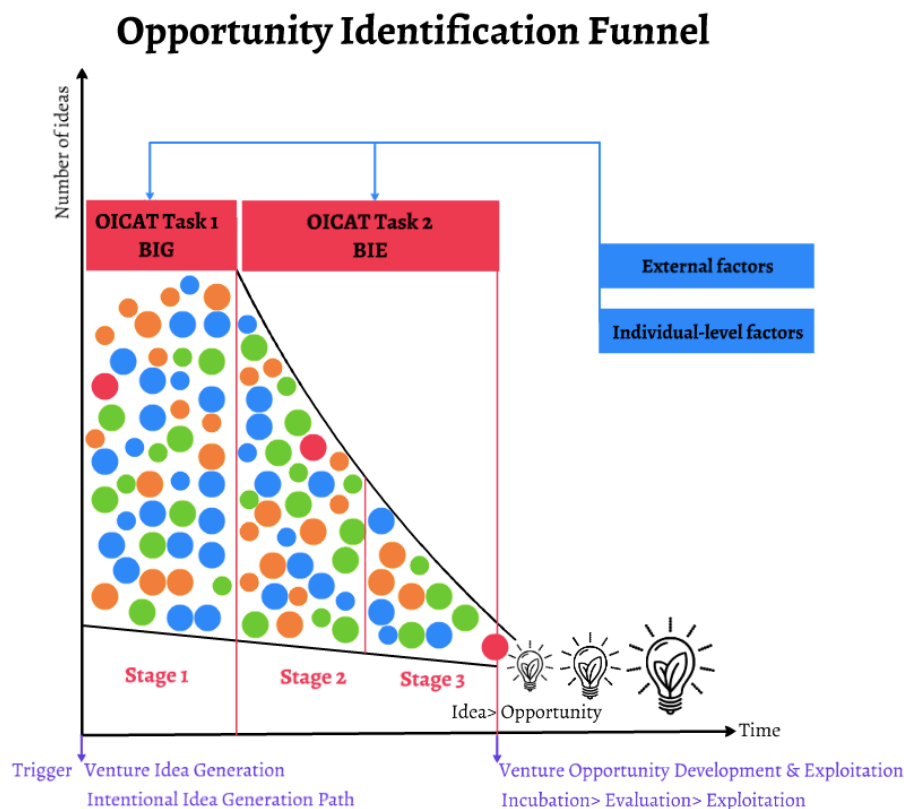 Opportunity Identification Funnel
Number of ideas
OICAT Task 1
BIG
OICAT Task 2
BIE
External factors
Individual-level factors
Stage 1
Stage 2
Stage 3
Idea> Opportunity
Time
Trigger
Venture Idea Generation
Intentional Idea Generation Path
Venture Opportunity Development & Exploitation
Incubation> Evaluation> Exploitation